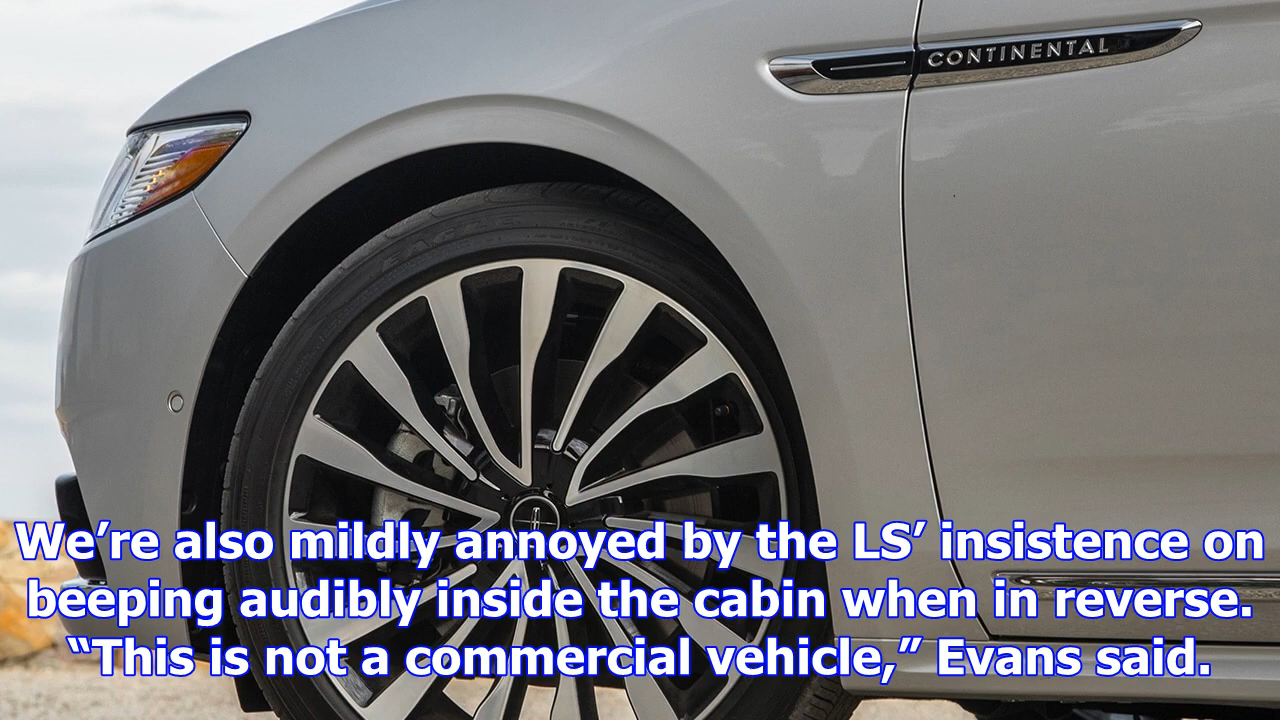 CONTINENTAL
EAGLE
We’re also mildly annoyed by the LS’ insistence on
beeping audibly inside the cabin when in reverse.
“This is not a commercial vehicle,” Evans said.